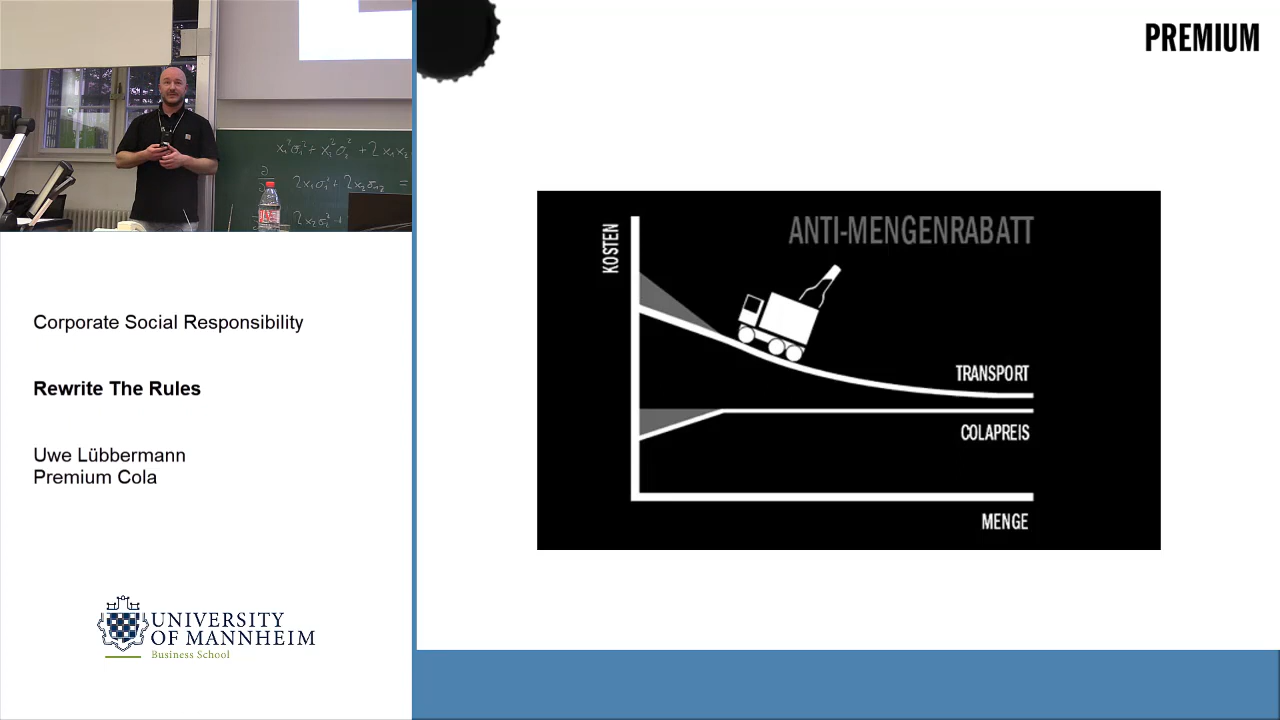 PREMIUM
Corporate Social Responsibility
Rewrite The Rules
Uwe Lübbermann
Premium Cola
UNIVERSITY
OF MANNHEIM
Business School
ANTI-MENGENRABATT
KOSTEN
TRANSPORT
COLAPREIS
MENGE